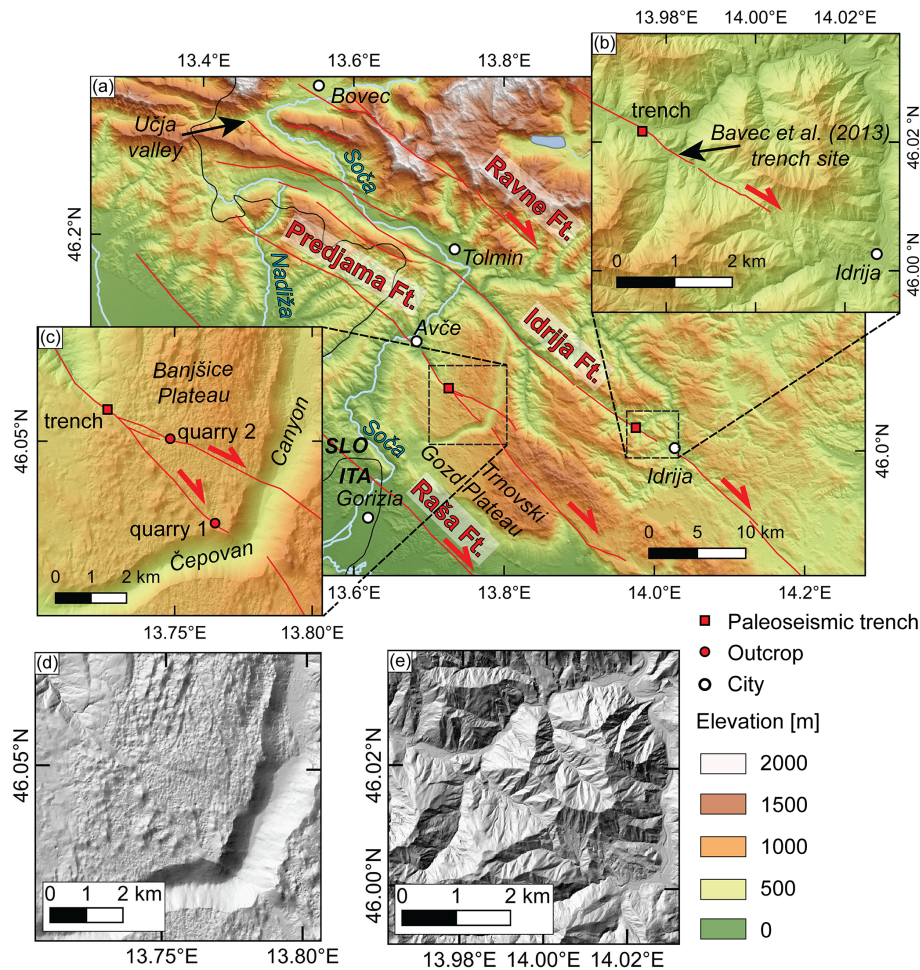 13.4°E
13.6°E
13.8°E
(a)
Bovec
Učja
valley
Soča
Ravne Ft.
46.2°N
Predjama Ft.
Nadiža
Tolmin
Idrija Ft.
Avče
Soča
SLO
ITA
Gorizia
Gozd Plateau
Trnovski
Raša Ft.
Idrija
46.0°N
0 5 10 km
13.6°E
13.8°E
14.0°E
14.2°E
13.98°E
14.00°E
14.02°E
(b)
trench
Bavec et al. (2013)
trench site
46.02 °N
46.00 °N
Idrija
0 1 2 km
(c)
Banjšice
Plateau
trench
quarry 2
Canyon
46.05°N
quarry 1
Čepovan
0 1 2 km
13.75°E
13.80°E
Paleoseismic trench
Outcrop
City
Elevation [m]
2000
1500
1000
500
0
(d)
46.05°N
0 1 2 km
13.75°E
13.80°E
(e)
46.02°N
46.00°N
0 1 2 km
13.98°E
14.00°E
14.02°E